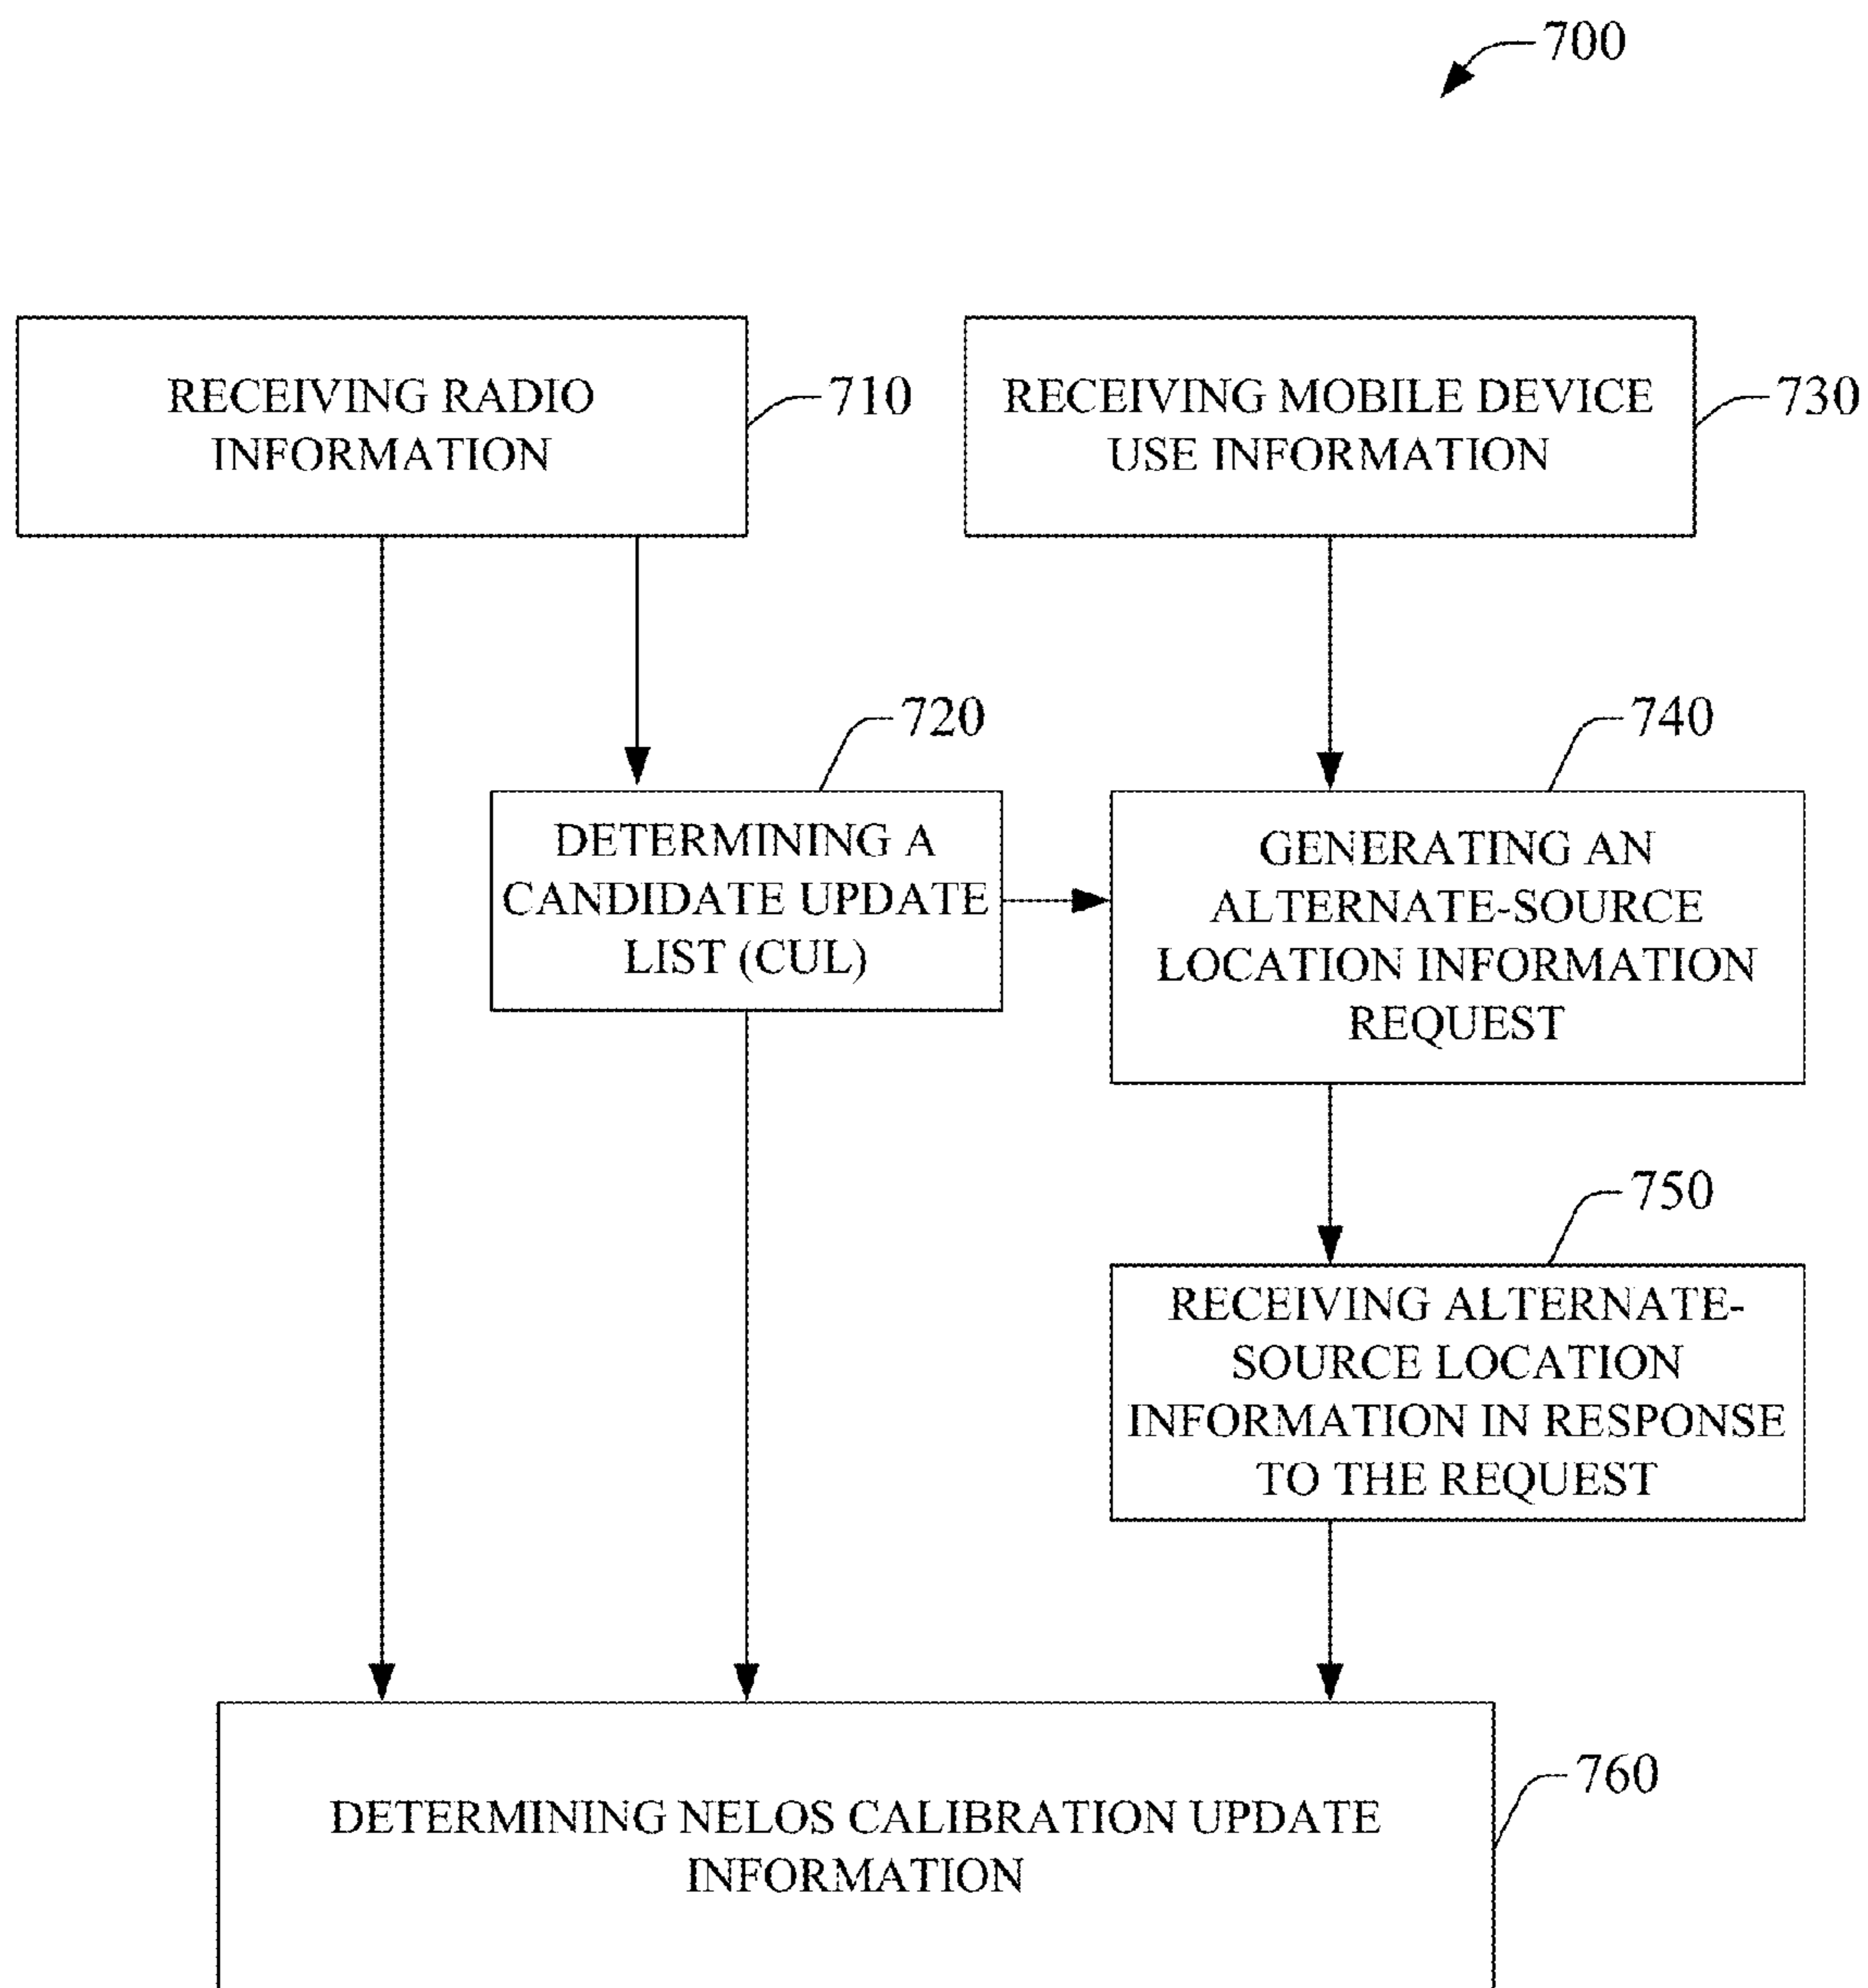 700
RECEIVING RADIO
INFORMATION
710
RECEIVING MOBILE DEVICE
USE INFORMATION
730
720
DETERMINING A
CANDIDATE UPDATE
LIST (CUL)
740
GENERATING AN
ALTERNATE-SOURCE
LOCATION INFORMATION
REQUEST
750
RECEIVING ALTERNATE-
SOURCE LOCATION
INFORMATION IN RESPONSE
TO THE REQUEST
DETERMINING NELOS CALIBRATION UPDATE
INFORMATION
760